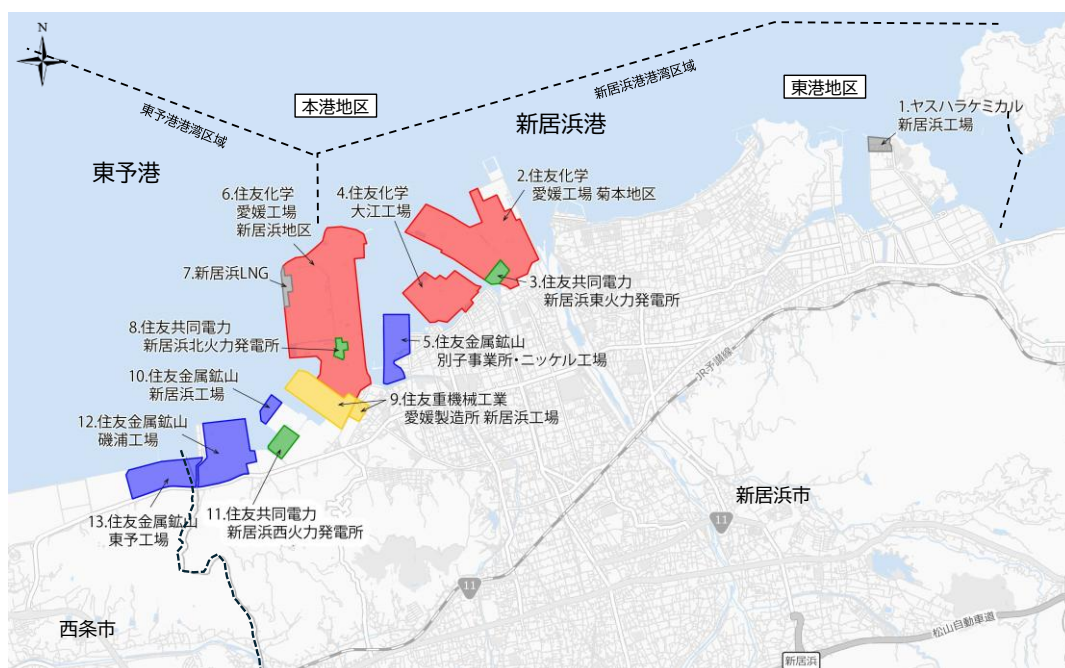 N
本港地区
新居浜港港湾区域
東港地区
東予港港湾区域
新居浜港
1.ヤスハラケミカル
新居浜工場
東予港
2.住友化学
愛媛工場 菊本地区
6.住友化学
愛媛工場
新居浜地区
4.住友化学
大江工場
7.新居浜LNG
3.住友共同電力
新居浜東火力発電所
8.住友共同電力
新居浜北火力発電所
5.住友金属鉱山
別子事業所・ニッケル工場
JR予讃線
10.住友金属鉱山
新居浜工場
9.住友重機械工業
愛媛製造所 新居浜工場
12.住友金属鉱山
磯浦工場
新居浜市
11.住友共同電力
新居浜西火力発電所
13.住友金属鉱山
東予工場
11
11
西条市
松山自動車道
新居浜